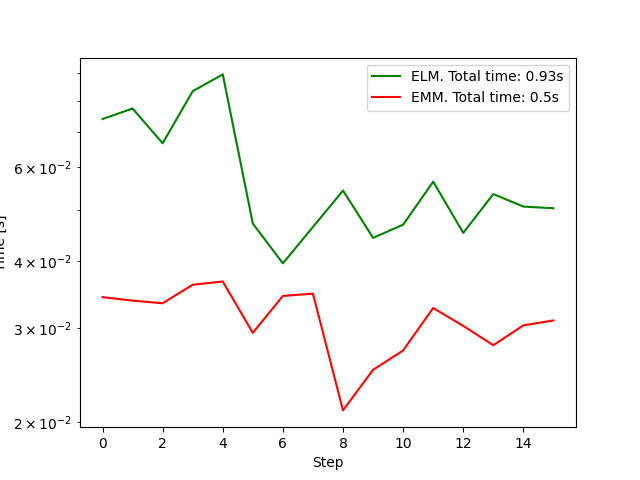 ELM. Total time: 0.93s
EMM. Total time: 0.5s
6 × 10⁻²
4 × 10⁻²
3 × 10⁻²
2 × 10⁻²
[s]
0 2 4 6 8 10 12 14
Step